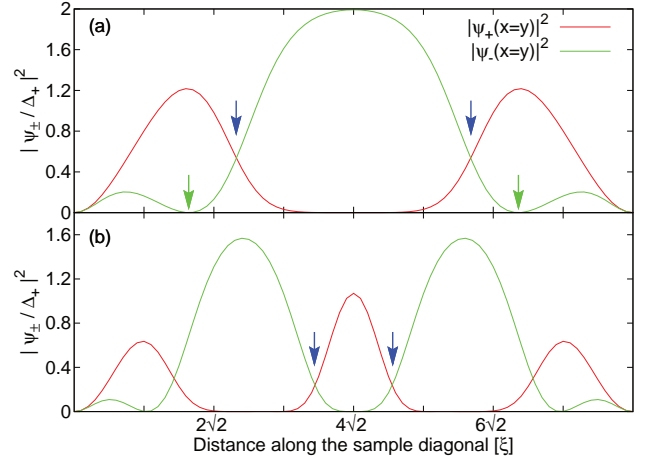 (a)
|ψ₊(x=y)|²
|ψ₋(x=y)|²
| ψ± / Δ₊ |²
2
1.6
1.2
0.8
0.4
0
(b)
| ψ± / Δ₊ |²
1.6
1.2
0.8
0.4
0
2√2 4√2 6√2
Distance along the sample diagonal [ξ]